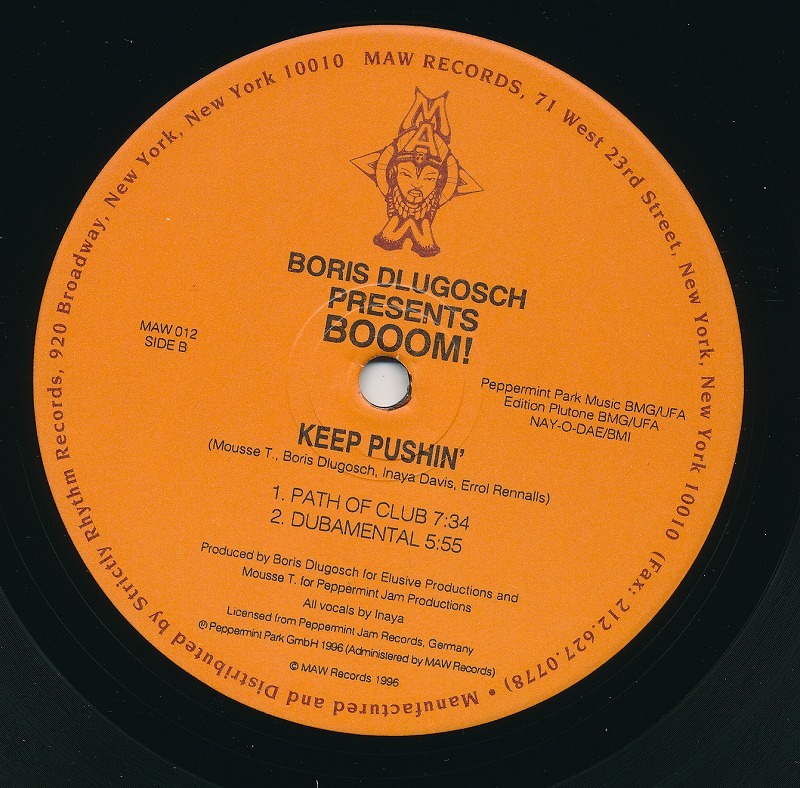 MAW RECORDS, 71 West 23rd Street, New York, New York 10010 (Fax: 212.627.0778) • Manufactured and Distributed by Strictly Rhythm Records, 920 Broadway, New York, New York 10010
MAW
BORIS DLUGOSCH
PRESENTS
BOOOM!
MAW 012
SIDE B
Peppermint Park Music BMG/UFA
Edition Plutone BMG/UFA
NAY-O-DAE/BMI
KEEP PUSHIN'
(Mousse T., Boris Dlugosch, Inaya Davis, Errol Rennalls)
1. PATH OF CLUB 7:34
2. DUBAMENTAL 5:55
Produced by Boris Dlugosch for Elusive Productions and
Mousse T. for Peppermint Jam Productions
All vocals by Inaya
Licensed from Peppermint Jam Records, Germany
℗ Peppermint Park GmbH 1996 (Administered by MAW Records)
© MAW Records 1996